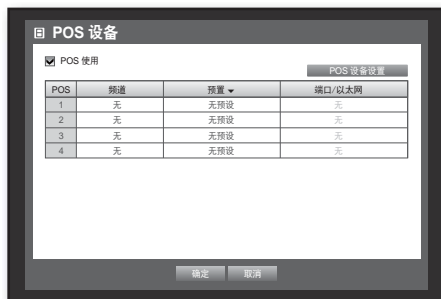 POS 设备
POS 使用
POS 设备设置
POS 频道 预置 端口/以太网
1 无 无预设 无
2 无 无预设 无
3 无 无预设 无
4 无 无预设 无
确定 取消